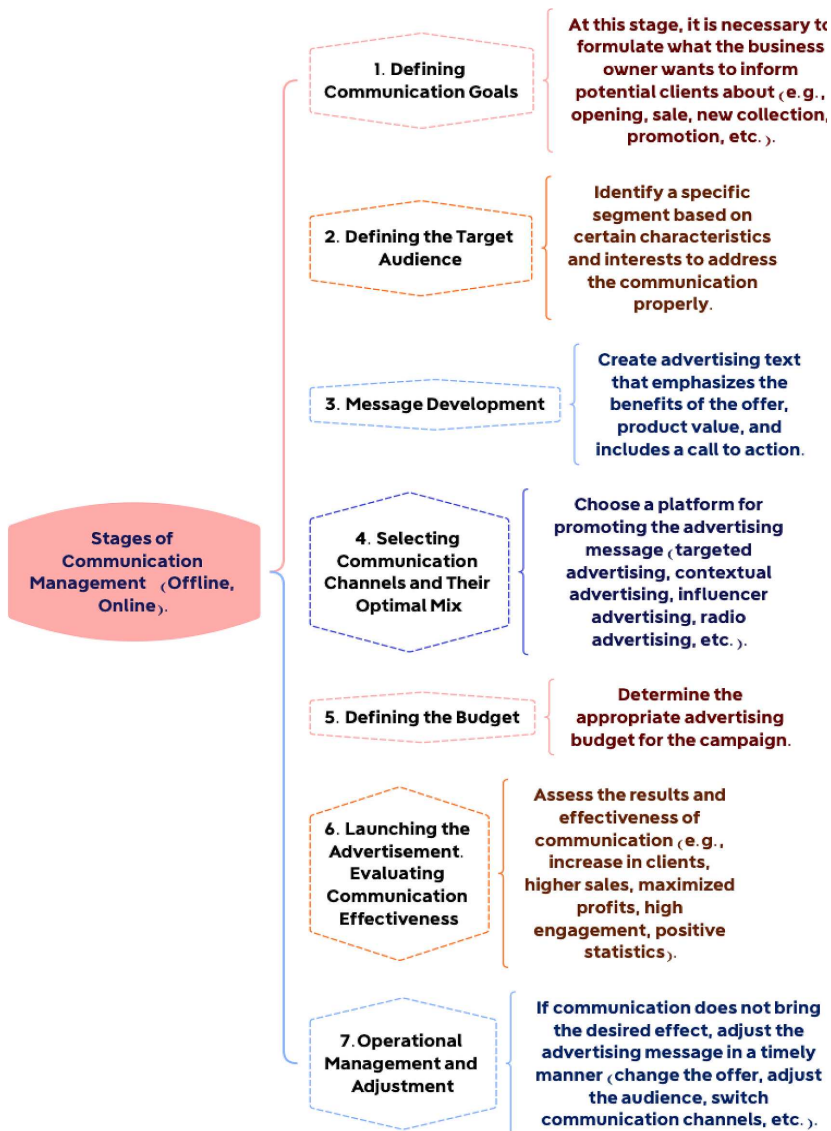 Stages of
Communication
Management (Offline,
Online).
1. Defining
Communication Goals
At this stage, it is necessary to
formulate what the business
owner wants to inform
potential clients about (e.g.,
opening, sale, new collection,
promotion, etc.).
2. Defining the Target
Audience
Identify a specific
segment based on
certain characteristics
and interests to address
the communication
properly.
3. Message Development
Create advertising text
that emphasizes the
benefits of the offer,
product value, and
includes a call to action.
4. Selecting
Communication
Channels and Their
Optimal Mix
Choose a platform for
promoting the advertising
message (targeted
advertising, contextual
advertising, influencer
advertising, radio
advertising, etc.).
5. Defining the Budget
Determine the
appropriate advertising
budget for the campaign.
6. Launching the
Advertisement.
Evaluating
Communication
Effectiveness
Assess the results and
effectiveness of
communication (e.g.,
increase in clients,
higher sales, maximized
profits, high
engagement, positive
statistics).
7. Operational
Management and
Adjustment
If communication does not bring
the desired effect, adjust the
advertising message in a timely
manner (change the offer, adjust
the audience, switch
communication channels, etc.).